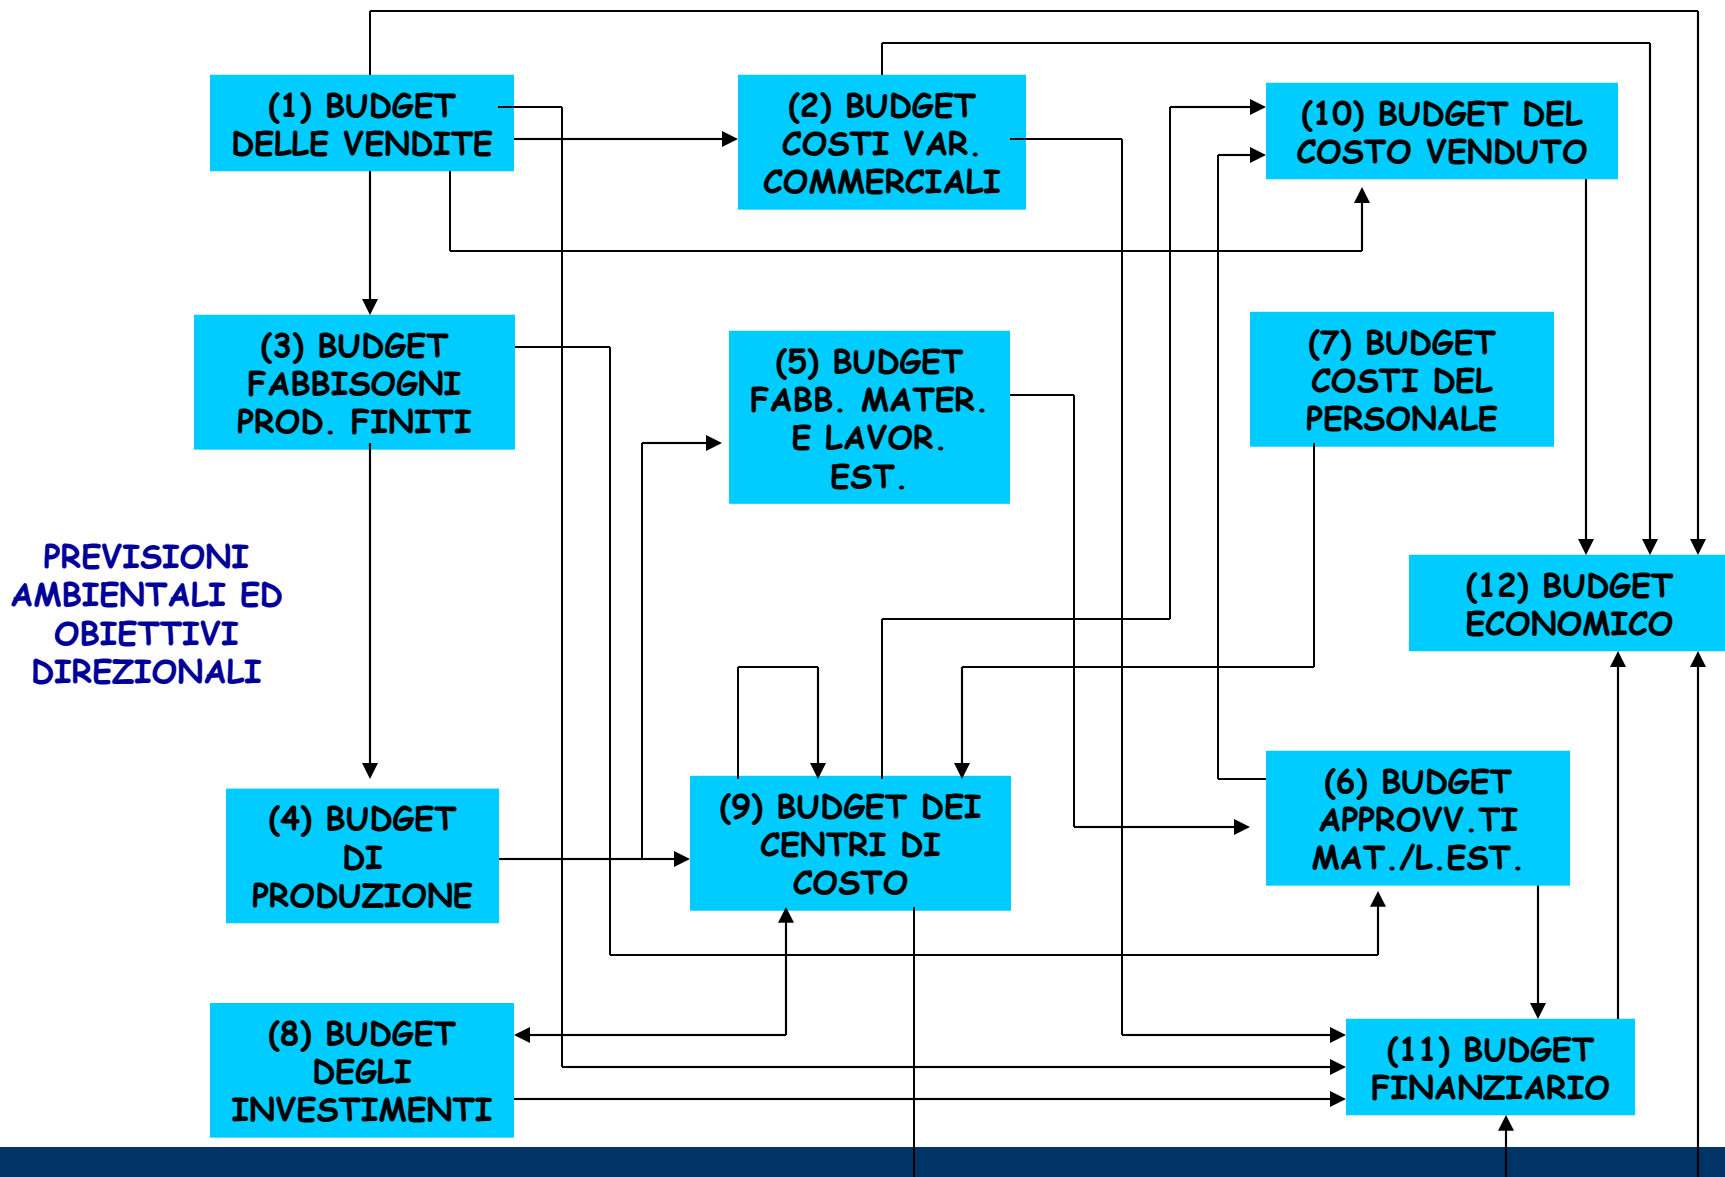 (1) BUDGET
DELLE VENDITE
(2) BUDGET
COSTI VAR.
COMMERCIALI
(10) BUDGET DEL
COSTO VENDUTO
(3) BUDGET
FABBISOGNI
PROD. FINITI
(5) BUDGET
FABB. MATER.
E LAVOR.
EST.
(7) BUDGET
COSTI DEL
PERSONALE
PREVISIONI
AMBIENTALI ED
OBIETTIVI
DIREZIONALI
(12) BUDGET
ECONOMICO
(4) BUDGET
DI
PRODUZIONE
(9) BUDGET DEI
CENTRI DI
COSTO
(6) BUDGET
APPROVV.TI
MAT./L.EST.
(8) BUDGET
DEGLI
INVESTIMENTI
(11) BUDGET
FINANZIARIO